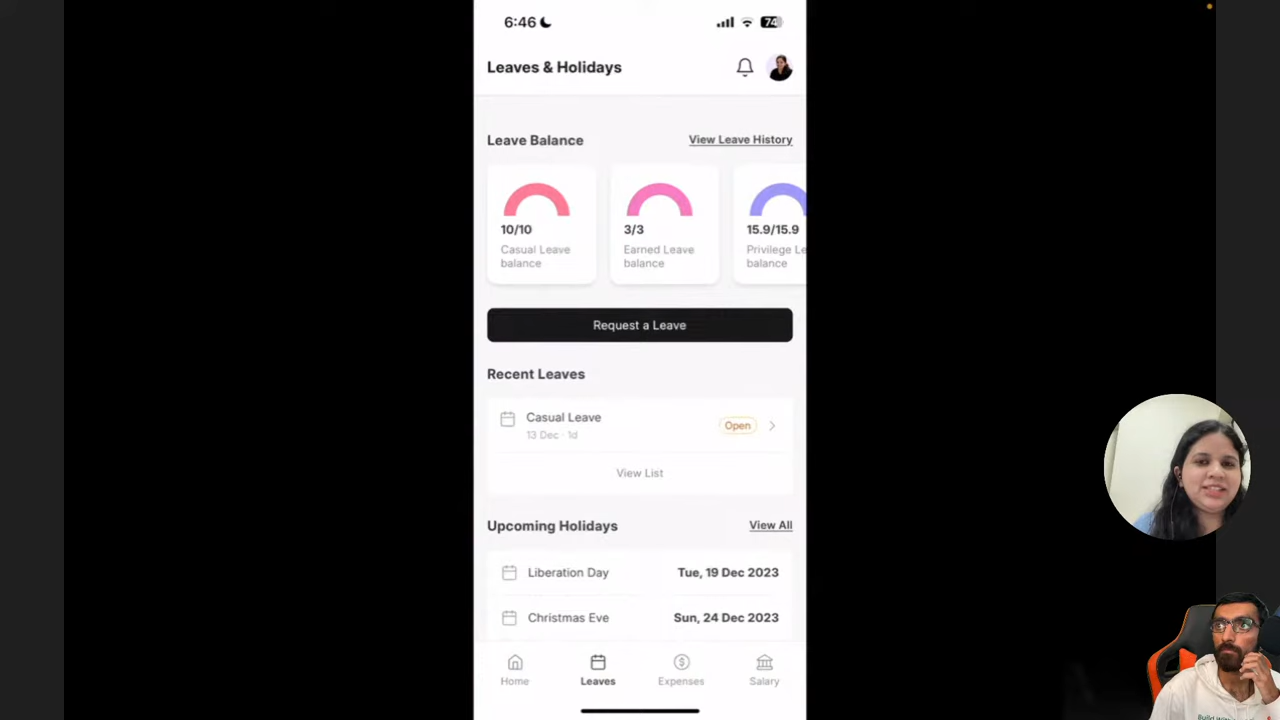 6:46
74
Leaves & Holidays
Leave Balance
View Leave History
10/10
Casual Leave
balance
3/3
Earned Leave
balance
15.9/15.9
Privilege Le
balance
Request a Leave
Recent Leaves
Casual Leave
13 Dec · 1d
Open
View List
Upcoming Holidays
View All
Liberation Day
Tue, 19 Dec 2023
Christmas Eve
Sun, 24 Dec 2023
Home
Leaves
Expenses
Salary